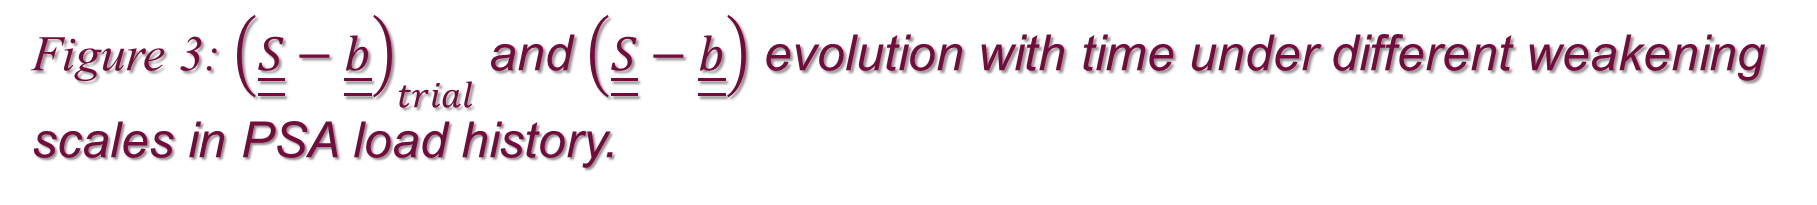 Figure 3: (S̳ − b̳)trial and (S̳ − b̳) evolution with time under different weakening
scales in PSA load history.